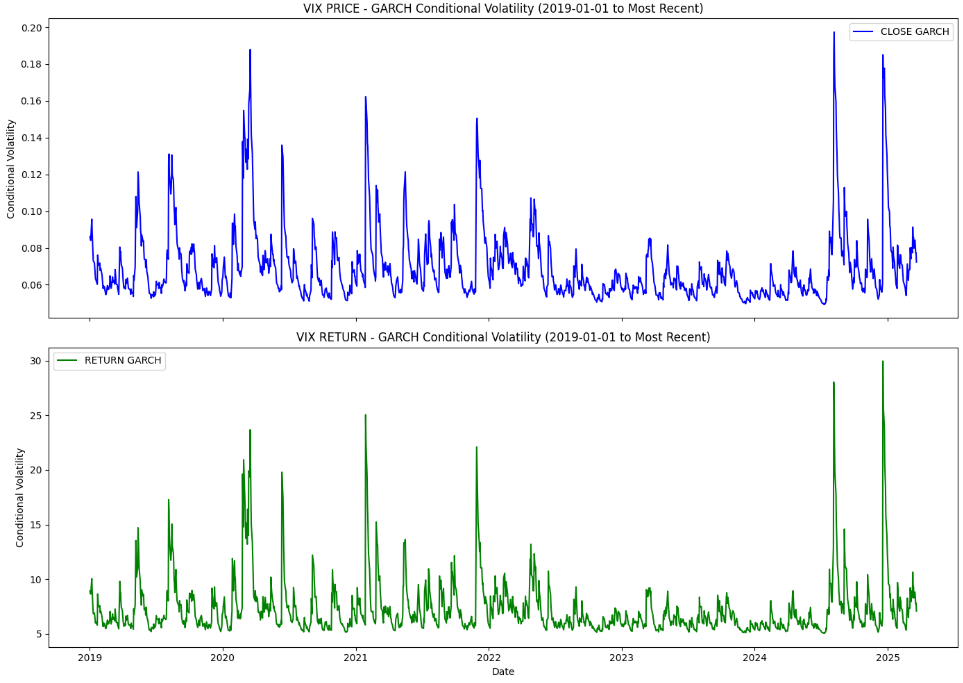 VIX PRICE - GARCH Conditional Volatility (2019-01-01 to Most Recent)
CLOSE GARCH
Conditional Volatility
0.20
0.18
0.16
0.14
0.12
0.10
0.08
0.06
VIX RETURN - GARCH Conditional Volatility (2019-01-01 to Most Recent)
RETURN GARCH
Conditional Volatility
30
25
20
15
10
5
2019 2020 2021 2022 2023 2024 2025
Date